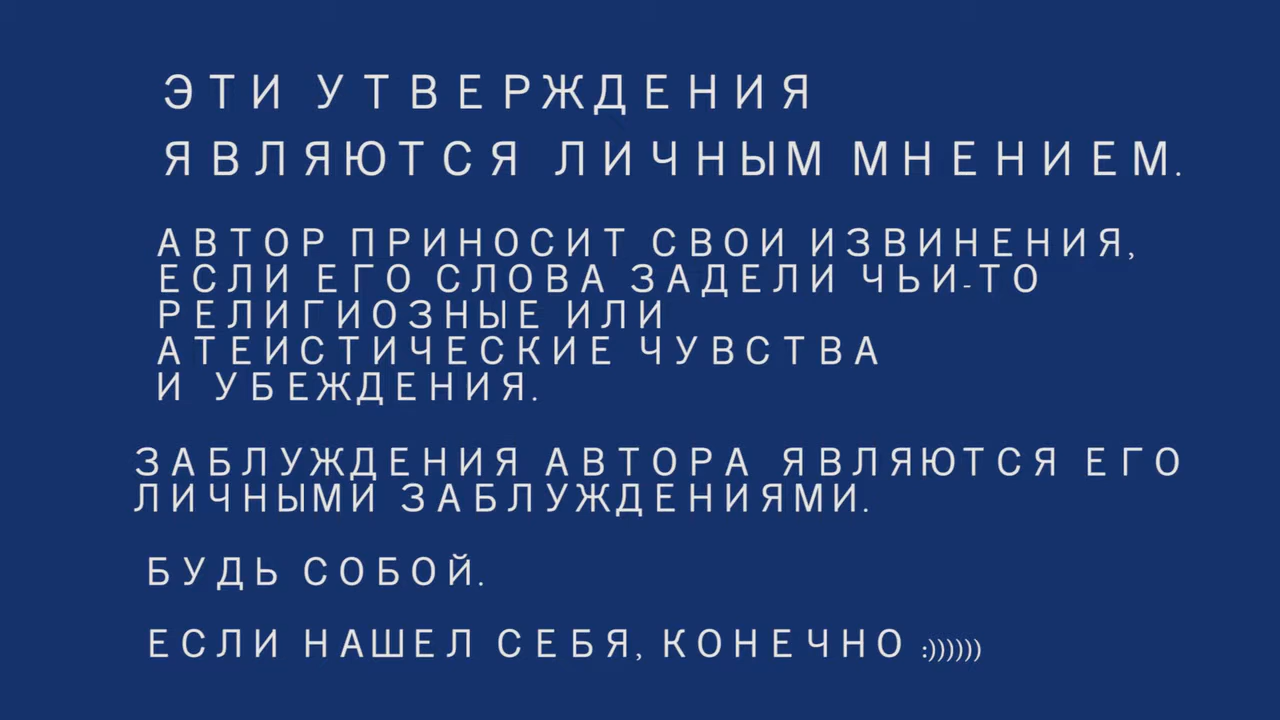 ЭТИ УТВЕРЖДЕНИЯ
ЯВЛЯЮТСЯ ЛИЧНЫМ МНЕНИЕМ.
АВТОР ПРИНОСИТ СВОИ ИЗВИНЕНИЯ,
ЕСЛИ ЕГО СЛОВА ЗАДЕЛИ ЧЬИ-ТО
РЕЛИГИОЗНЫЕ ИЛИ
АТЕИСТИЧЕСКИЕ ЧУВСТВА
И УБЕЖДЕНИЯ.
ЗАБЛУЖДЕНИЯ АВТОРА ЯВЛЯЮТСЯ ЕГО
ЛИЧНЫМИ ЗАБЛУЖДЕНИЯМИ.
БУДЬ СОБОЙ.
ЕСЛИ НАШЕЛ СЕБЯ, КОНЕЧНО :))))))